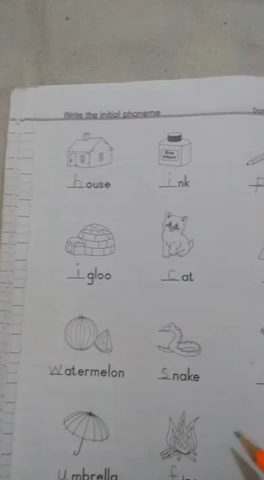 Write the initial phoneme
house ink
igloo cat
watermelon snake
umbrella